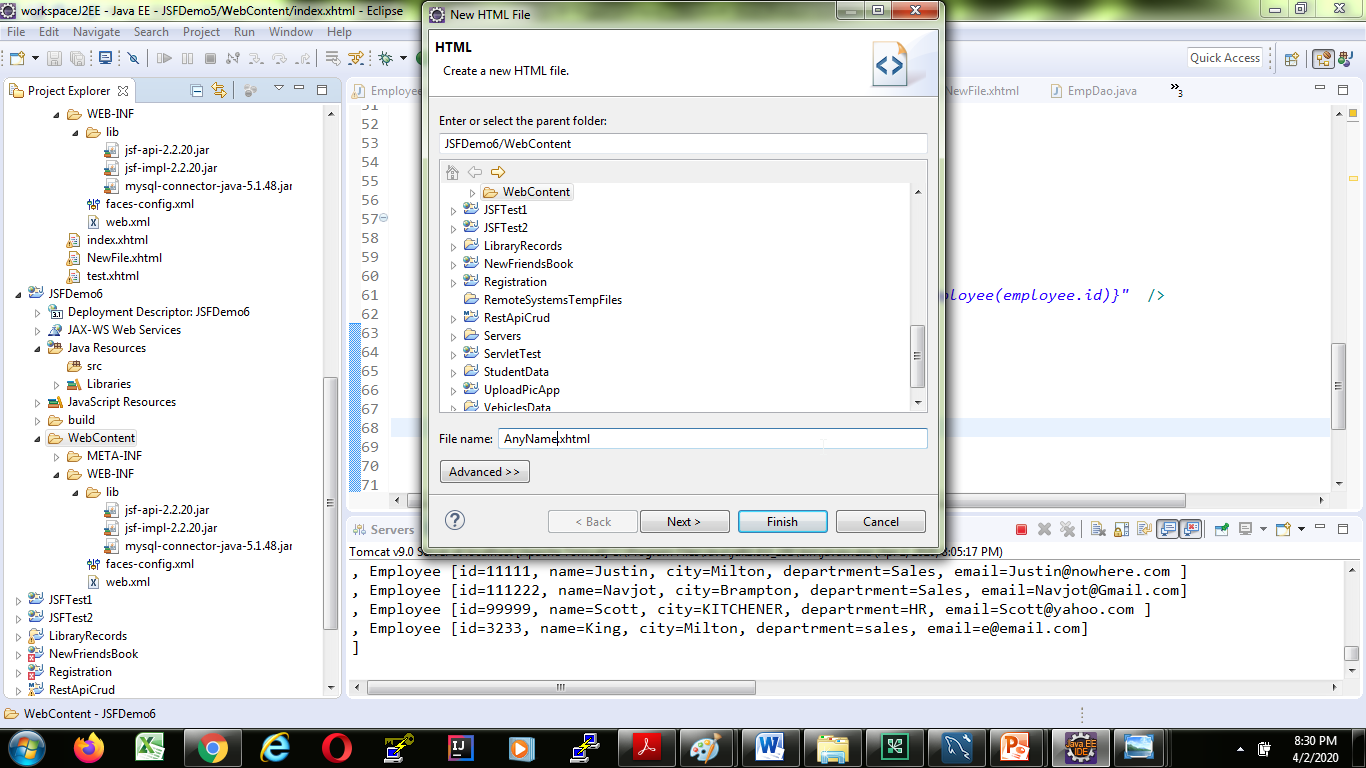 workspaceJ2EE - Java EE - JSFDemo5/WebContent/index.xhtml - Eclipse
File Edit Navigate Search Project Run Window Help
Quick Access
Project Explorer
WEB-INF
lib
jsf-api-2.2.20.jar
jsf-impl-2.2.20.jar
mysql-connector-java-5.1.48.jar
faces-config.xml
web.xml
index.xhtml
NewFile.xhtml
test.xhtml
JSFDemo6
Deployment Descriptor: JSFDemo6
JAX-WS Web Services
Java Resources
src
Libraries
JavaScript Resources
build
WebContent
META-INF
WEB-INF
lib
jsf-api-2.2.20.jar
jsf-impl-2.2.20.jar
mysql-connector-java-5.1.48.jar
faces-config.xml
web.xml
JSFTest1
JSFTest2
LibraryRecords
NewFriendsBook
Registration
RestApiCrud
WebContent - JSFDemo6
New HTML File
HTML
Create a new HTML file.
Enter or select the parent folder:
JSFDemo6/WebContent
WebContent
JSFTest1
JSFTest2
LibraryRecords
NewFriendsBook
Registration
RemoteSystemsTempFiles
RestApiCrud
Servers
ServletTest
StudentData
UploadPicApp
VehiclesData
File name: AnyName.xhtml
Advanced >>
< Back Next > Finish Cancel
Employee
NewFile.xhtml EmpDao.java 3
51
52
53
54
55
56
57
58
59
60
61 ployee(employee.id)}" />
62
63
64
65
66
67
68
69
70
71
Servers
Tomcat v9.0 :05:17 PM)
, Employee [id=11111, name=Justin, city=Milton, departrment=Sales, email=Justin@nowhere.com ]
, Employee [id=111222, name=Navjot, city=Brampton, departrment=Sales, email=Navjot@Gmail.com]
, Employee [id=99999, name=Scott, city=KITCHENER, departrment=HR, email=Scott@yahoo.com ]
, Employee [id=3233, name=King, city=Milton, departrment=sales, email=e@email.com]
]
8:30 PM
4/2/2020